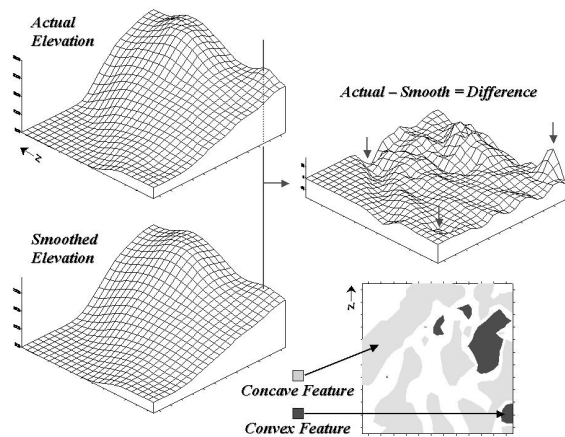 Actual
Elevation
Actual – Smooth = Difference
N
Smoothed
Elevation
N
Concave Feature
Convex Feature